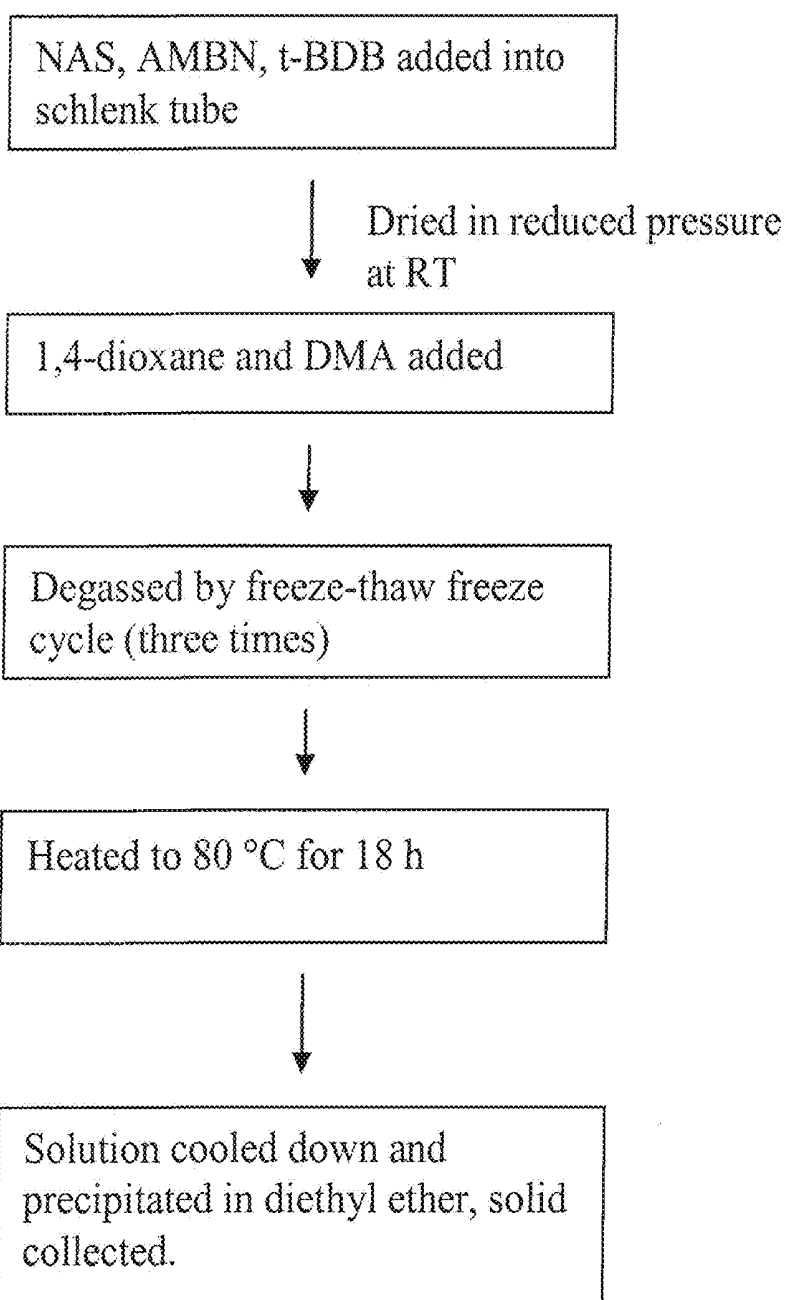 NAS, AMBN, t-BDB added into
schlenk tube
Dried in reduced pressure
at RT
1,4-dioxane and DMA added
Degassed by freeze-thaw freeze
cycle (three times)
Heated to 80 °C for 18 h
Solution cooled down and
precipitated in diethyl ether, solid
collected.